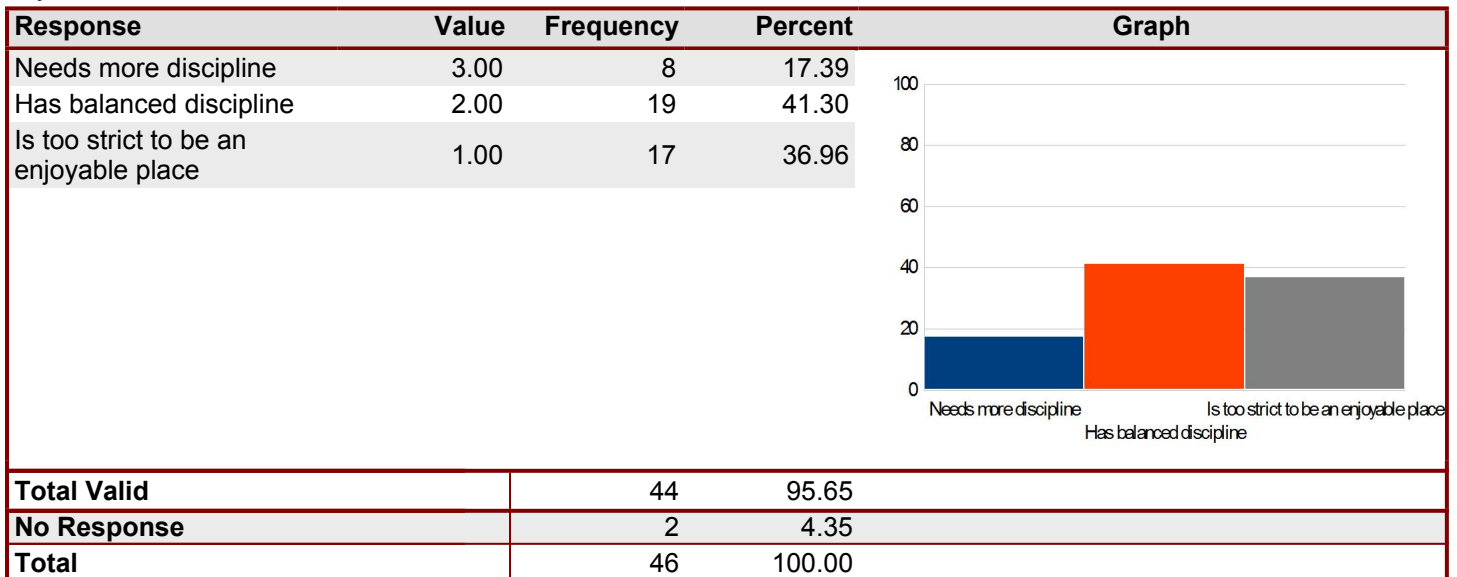 Response Value Frequency Percent Graph
Needs more discipline 3.00 8 17.39
Has balanced discipline 2.00 19 41.30
Is too strict to be an
enjoyable place 1.00 17 36.96
100
80
60
40
20
0
Needs more discipline Is too strict to be an enjoyable place
Has balanced discipline
Total Valid 44 95.65
No Response 2 4.35
Total 46 100.00